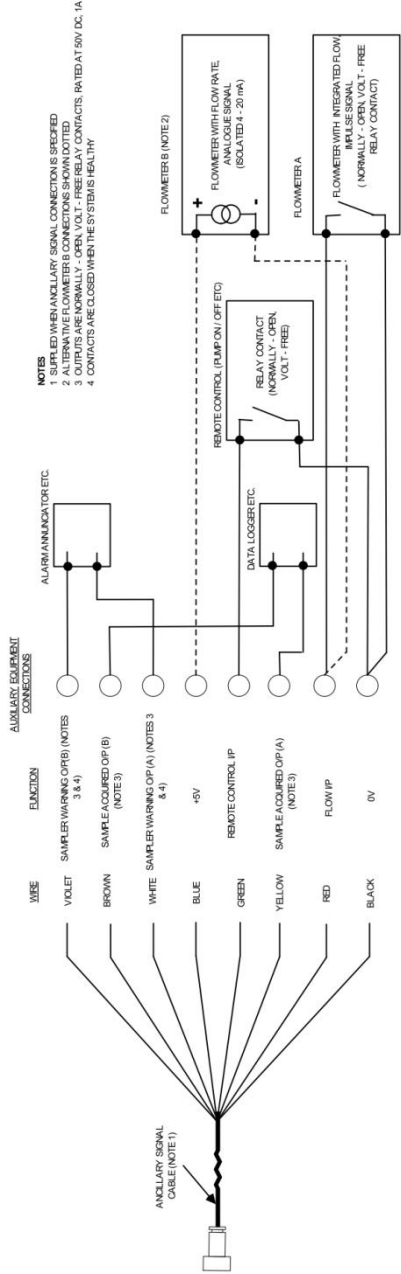 NOTES
1 SUPPLIED WHEN ANCILLARY SIGNAL CONNECTION IS SPECIFIED
2 ALTERNATIVE FLOWMETER B CONNECTIONS SHOWN DOTTED
3 OUTPUTS ARE NORMALLY - OPEN, VOLT - FREE RELAY CONTACTS, RATED AT 50V DC, 1A
4 CONTACTS ARE CLOSED WHEN THE SYSTEM IS HEALTHY
AUXILIARY EQUIPMENT
CONNECTIONS
WIRE
FUNCTION
VIOLET
SAMPLER WARNING O/P(B) (NOTES
3 & 4)
BROWN
SAMPLE ACQUIRED O/P (B)
(NOTE 3)
WHITE
SAMPLER WARNING O/P (A) (NOTES 3
& 4)
BLUE
+5V
GREEN
REMOTE CONTROL I/P
YELLOW
SAMPLE ACQUIRED O/P (A)
(NOTE 3)
RED
FLOW I/P
BLACK
0V
ANCILLARY SIGNAL
CABLE (NOTE 1)
ALARM ANNUNCIATOR ETC.
DATA LOGGER ETC.
REMOTE CONTROL (PUMP ON / OFF ETC)
RELAY CONTACT
(NORMALLY - OPEN,
VOLT - FREE)
FLOWMETER B (NOTE 2)
+
-
FLOWMETER WITH FLOW RATE,
ANALOGUE SIGNAL
(ISOLATED 4 - 20 mA)
FLOWMETER A
FLOWMETER WITH INTEGRATED FLOW,
IMPULSE SIGNAL
( NORMALLY - OPEN, VOLT - FREE
RELAY CONTACT)